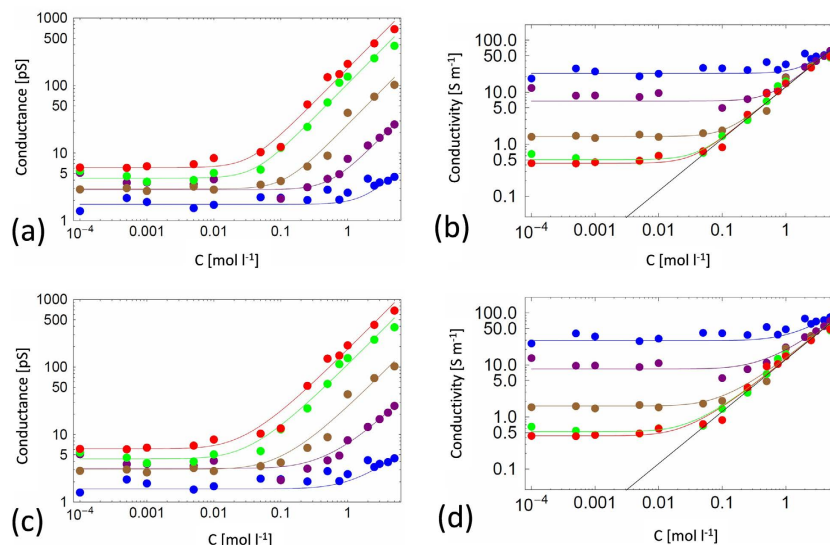 Conductance [pS]
1000
500
100
50
10
5
1
10⁻⁴ 0.001 0.01 0.1 1
C [mol l⁻¹]
(a)
Conductivity [S m⁻¹]
100.0
50.0
10.0
5.0
1.0
0.5
0.1
10⁻⁴ 0.001 0.01 0.1 1
C [mol l⁻¹]
(b)
Conductance [pS]
1000
500
100
50
10
5
1
10⁻⁴ 0.001 0.01 0.1 1
C [mol l⁻¹]
(c)
Conductivity [S m⁻¹]
100.0
50.0
10.0
5.0
1.0
0.5
0.1
10⁻⁴ 0.001 0.01 0.1 1
C [mol l⁻¹]
(d)